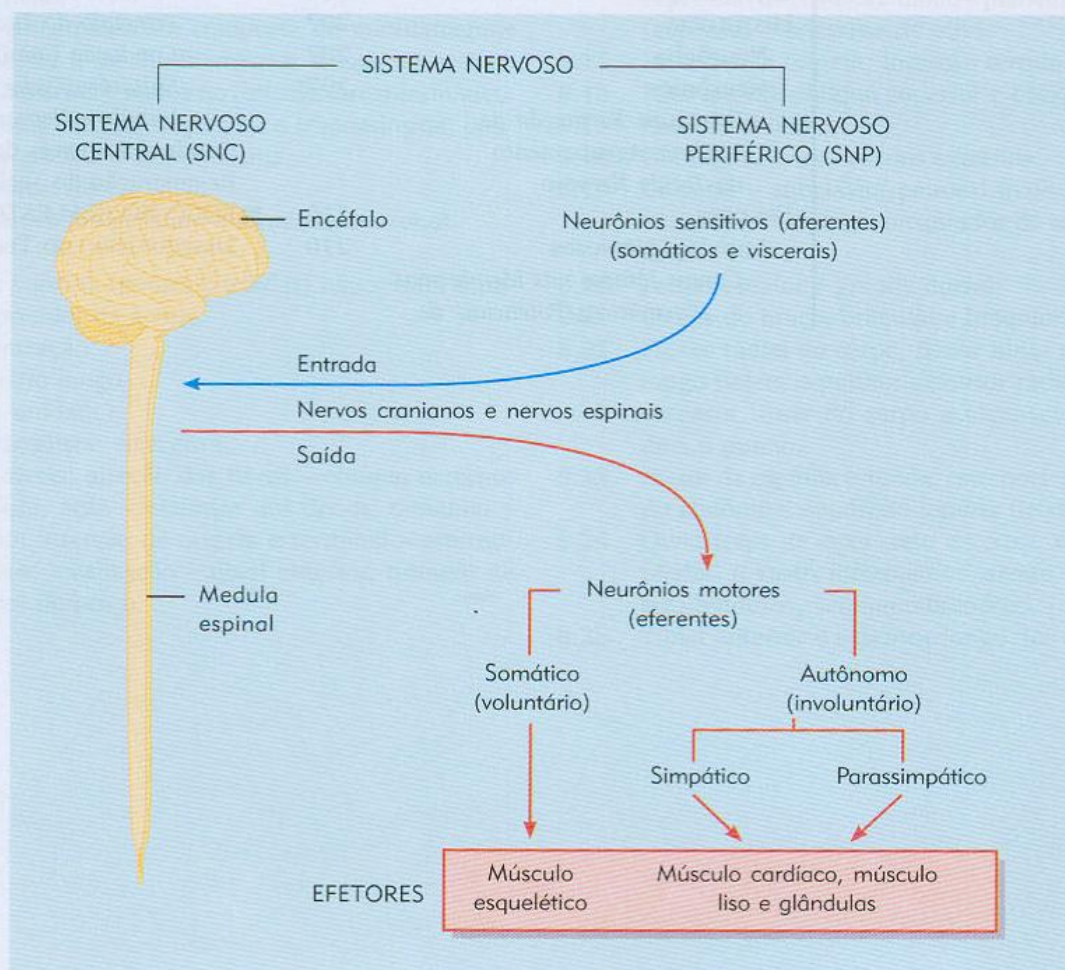 SISTEMA NERVOSO
SISTEMA NERVOSO
CENTRAL (SNC)
SISTEMA NERVOSO
PERIFÉRICO (SNP)
Encéfalo
Neurônios sensitivos (aferentes)
(somáticos e viscerais)
Entrada
Nervos cranianos e nervos espinais
Saída
Medula
espinal
Neurônios motores
(eferentes)
Somático
(voluntário)
Autônomo
(involuntário)
Simpático
Parassimpático
EFETORES
Músculo
esquelético
Músculo cardíaco, músculo
liso e glândulas